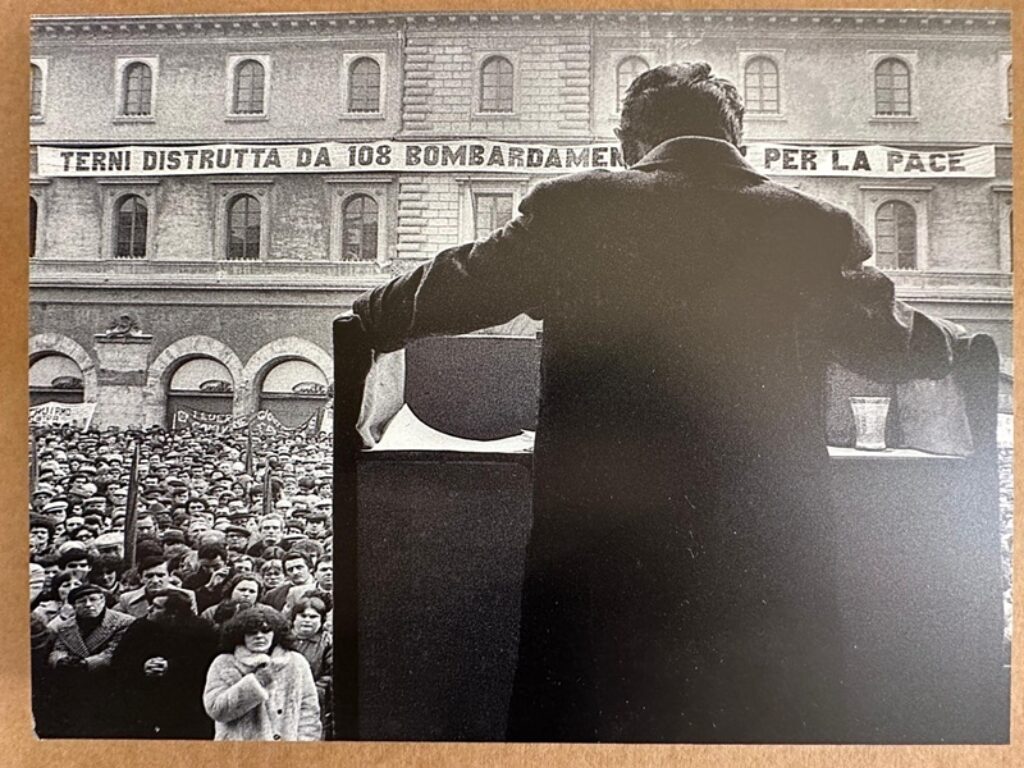 TERNI DISTRUTTA DA 108 BOMBARDAMEN PER LA PACE